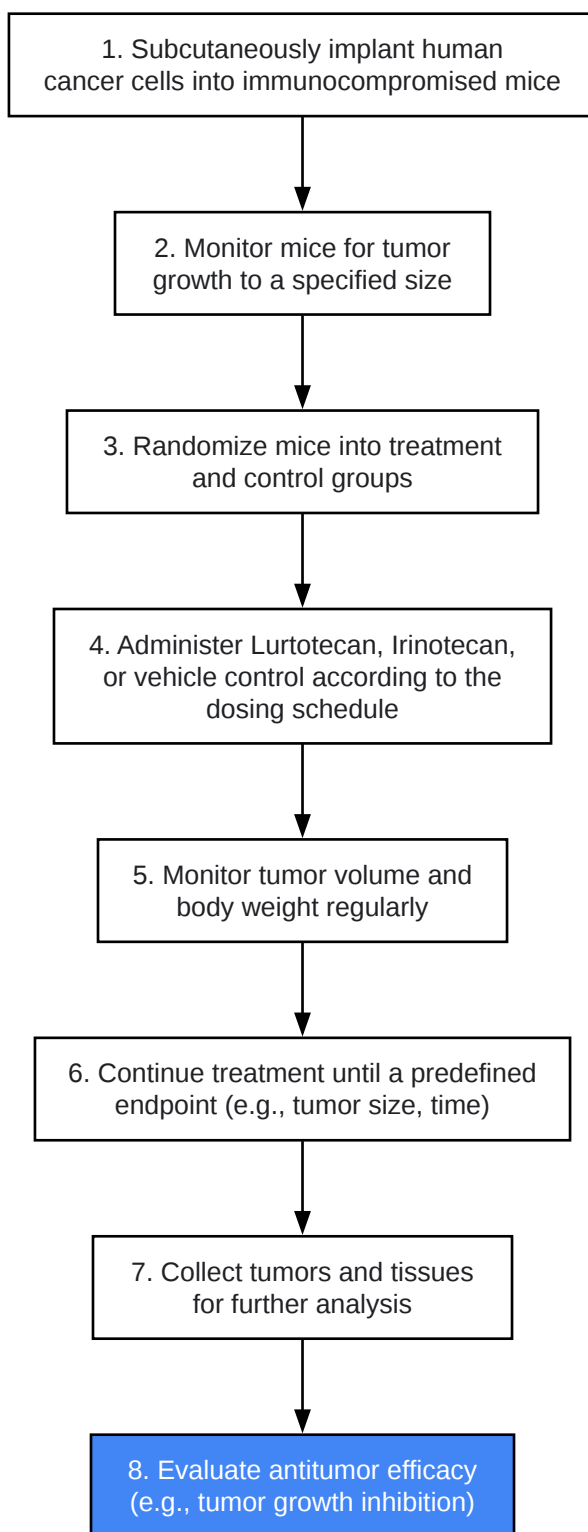 1. Subcutaneously implant human
cancer cells into immunocompromised mice
2. Monitor mice for tumor
growth to a specified size
3. Randomize mice into treatment
and control groups
4. Administer Lurtotecan, Irinotecan,
or vehicle control according to the
dosing schedule
5. Monitor tumor volume and
body weight regularly
6. Continue treatment until a predefined
endpoint (e.g., tumor size, time)
7. Collect tumors and tissues
for further analysis
8. Evaluate antitumor efficacy
(e.g., tumor growth inhibition)